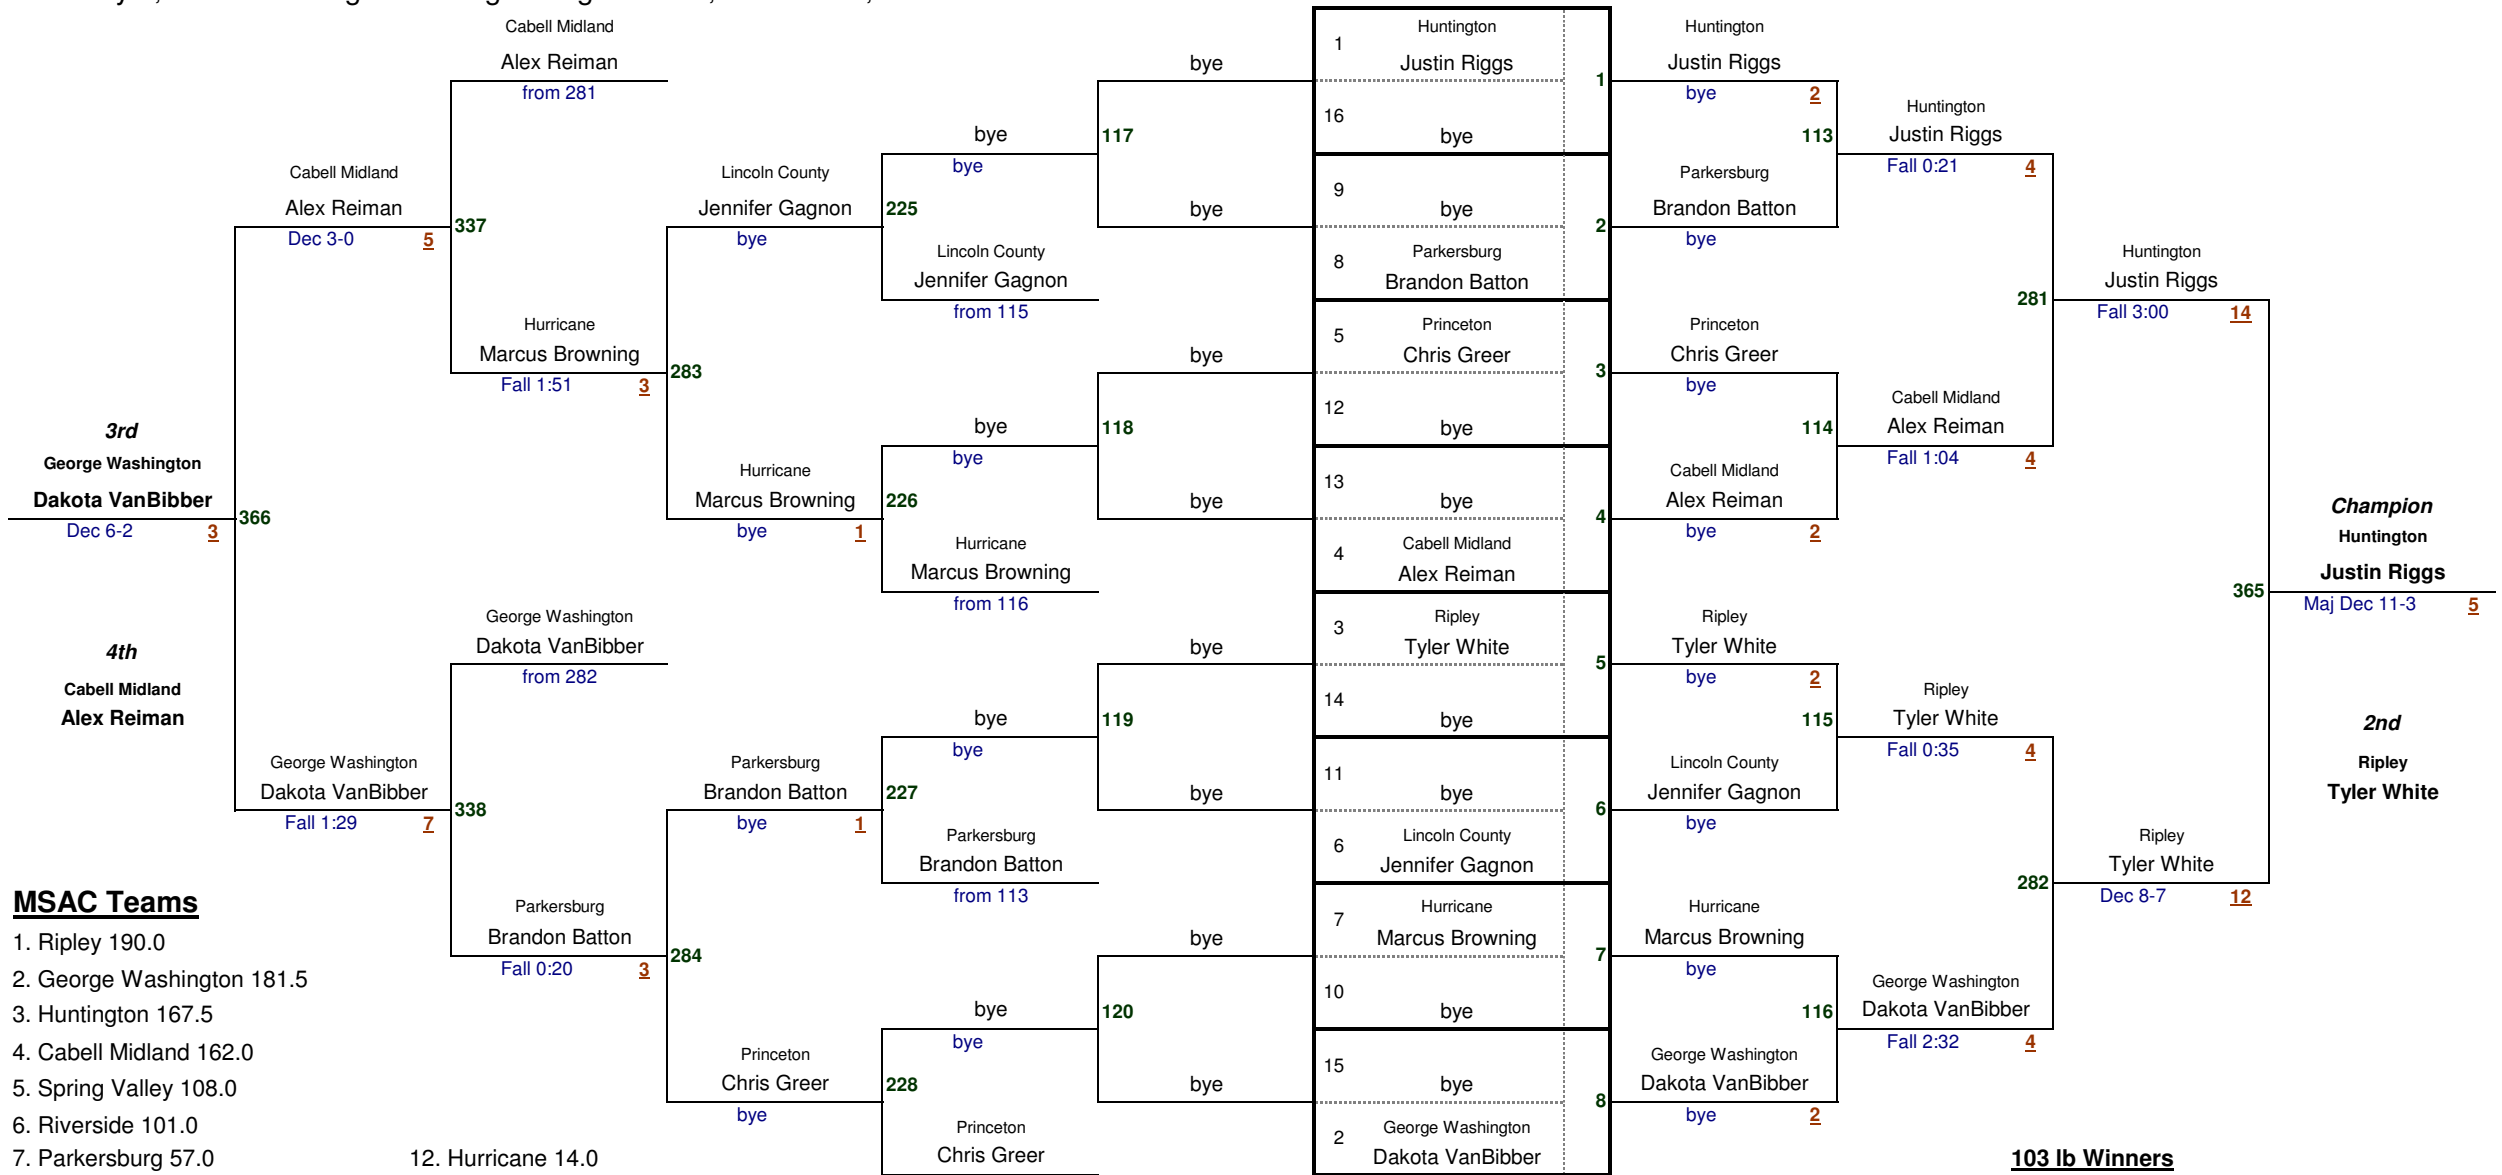 Cabell Midland
Alex Reiman
from 281
Cabell Midland
Alex Reiman
Dec 3-0 5
337
Hurricane
Marcus Browning
Fall 1:51 3
3rd
George Washington
Dakota VanBibber
Dec 6-2 3
366
4th
Cabell Midland
Alex Reiman
George Washington
Dakota VanBibber
from 282
George Washington
Dakota VanBibber
Fall 1:29 7
338
Parkersburg
Brandon Batton
Fall 0:20 3
Lincoln County
Jennifer Gagnon
bye
283
Hurricane
Marcus Browning
bye 1
Parkersburg
Brandon Batton
bye 1
284
Princeton
Chris Greer
bye
bye
bye
225
Lincoln County
Jennifer Gagnon
from 115
bye
bye
226
Hurricane
Marcus Browning
from 116
bye
bye
227
Parkersburg
Brandon Batton
from 113
bye
bye
228
Princeton
Chris Greer
bye
117
bye
bye
118
bye
bye
119
bye
bye
120
bye
1 Huntington
Justin Riggs
1
16 bye
9 bye
2
8 Parkersburg
Brandon Batton
5 Princeton
Chris Greer
3
12 bye
13 bye
4
4 Cabell Midland
Alex Reiman
3 Ripley
Tyler White
5
14 bye
11 bye
6
6 Lincoln County
Jennifer Gagnon
7 Hurricane
Marcus Browning
7
10 bye
15 bye
8
2 George Washington
Dakota VanBibber
Huntington
Justin Riggs
bye 2
113
Parkersburg
Brandon Batton
bye
Princeton
Chris Greer
bye
114
Cabell Midland
Alex Reiman
bye 2
Ripley
Tyler White
bye 2
115
Lincoln County
Jennifer Gagnon
bye
Hurricane
Marcus Browning
bye
116
George Washington
Dakota VanBibber
bye 2
Huntington
Justin Riggs
Fall 0:21 4
281
Cabell Midland
Alex Reiman
Fall 1:04 4
Ripley
Tyler White
Fall 0:35 4
282
George Washington
Dakota VanBibber
Fall 2:32 4
Huntington
Justin Riggs
Fall 3:00 14
365
Ripley
Tyler White
Dec 8-7 12
Champion
Huntington
Justin Riggs
Maj Dec 11-3 5
2nd
Ripley
Tyler White
MSAC Teams
1. Ripley 190.0
2. George Washington 181.5
3. Huntington 167.5
4. Cabell Midland 162.0
5. Spring Valley 108.0
6. Riverside 101.0
7. Parkersburg 57.0
12. Hurricane 14.0
103 lb Winners